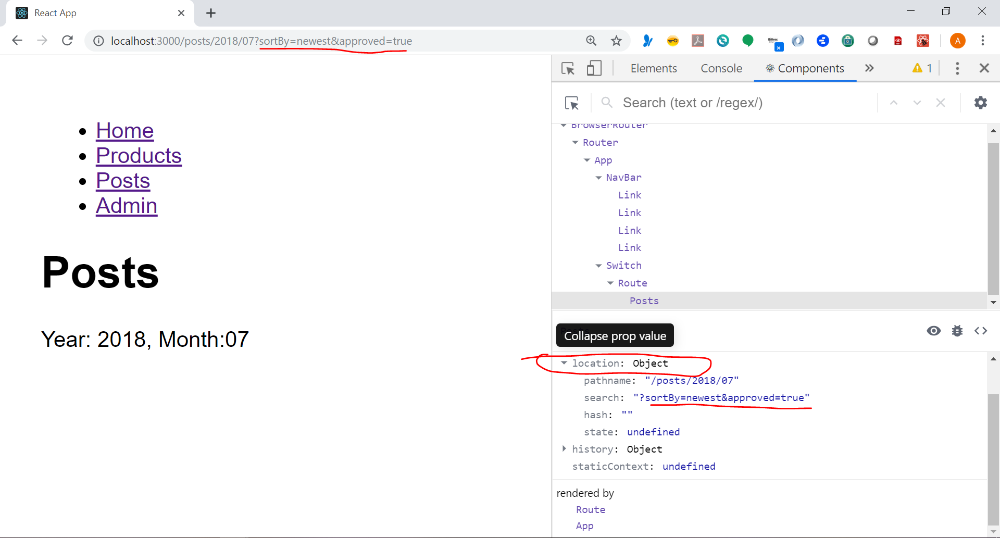 React App
localhost:3000/posts/2018/07?sortBy=newest&approved=true
Bittrex
A
Elements Console Components 1
Search (text or /regex/)
BrowserRouter
Router
App
NavBar
Link
Link
Link
Link
Switch
Route
Posts
Home
Products
Posts
Admin
Posts
Year: 2018, Month:07
Collapse prop value
location: Object
pathname: "/posts/2018/07"
search: "?sortBy=newest&approved=true"
hash: ""
state: undefined
history: Object
staticContext: undefined
rendered by
Route
App